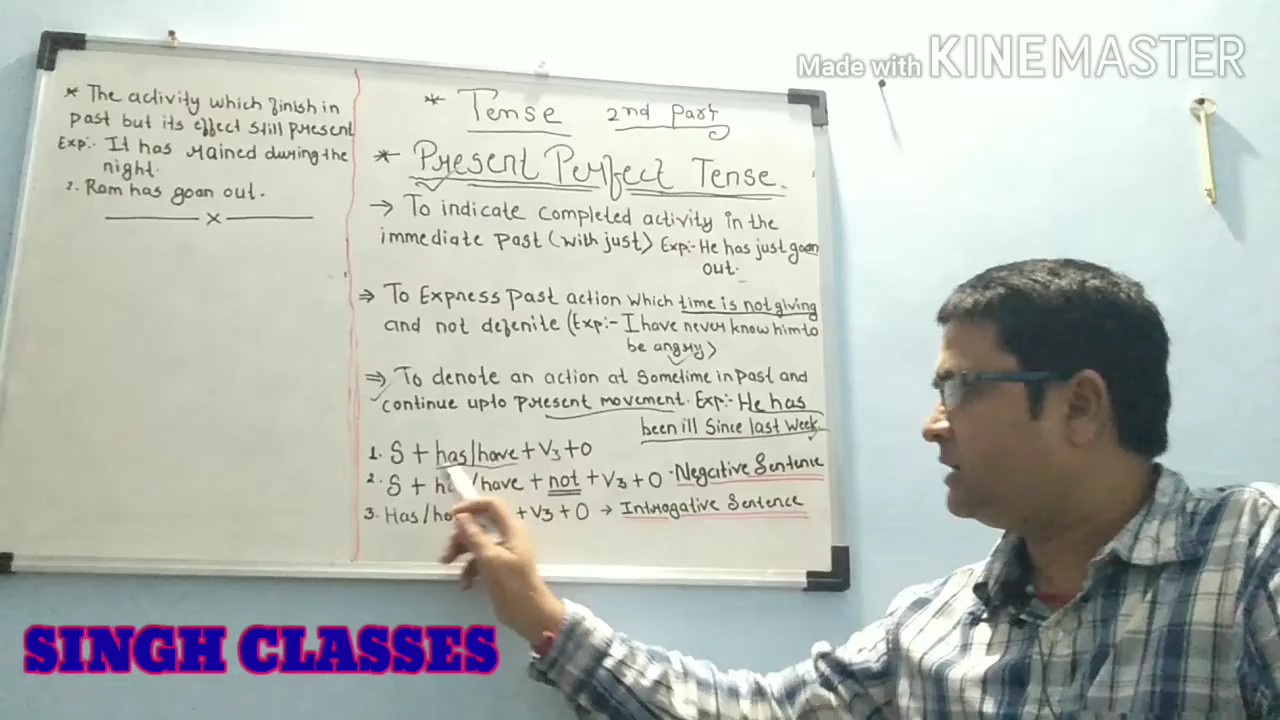 Made with KINEMASTER
* The activity which finish in
past but its effect still present
Exp:- It has rained during the
night.
2. Ram has goan out.
x
* Tense 2nd Part
* Present Perfect Tense.
→ To indicate completed activity in the
immediate past (with just) Exp:- He has just goan
out.
⇒ To Express past action which time is not giving
and not defenite (Exp:- I have never know him to
be angry)
⇒ To denote an action at sometime in past and
continue upto present movement. Exp:- He has
been ill since last week.
1. S + has/have + V3 + O
2. S + /have + not + V3 + O - Negative Sentence
3. Has/ + V3 + O → Introgative Sentence
SINGH CLASSES